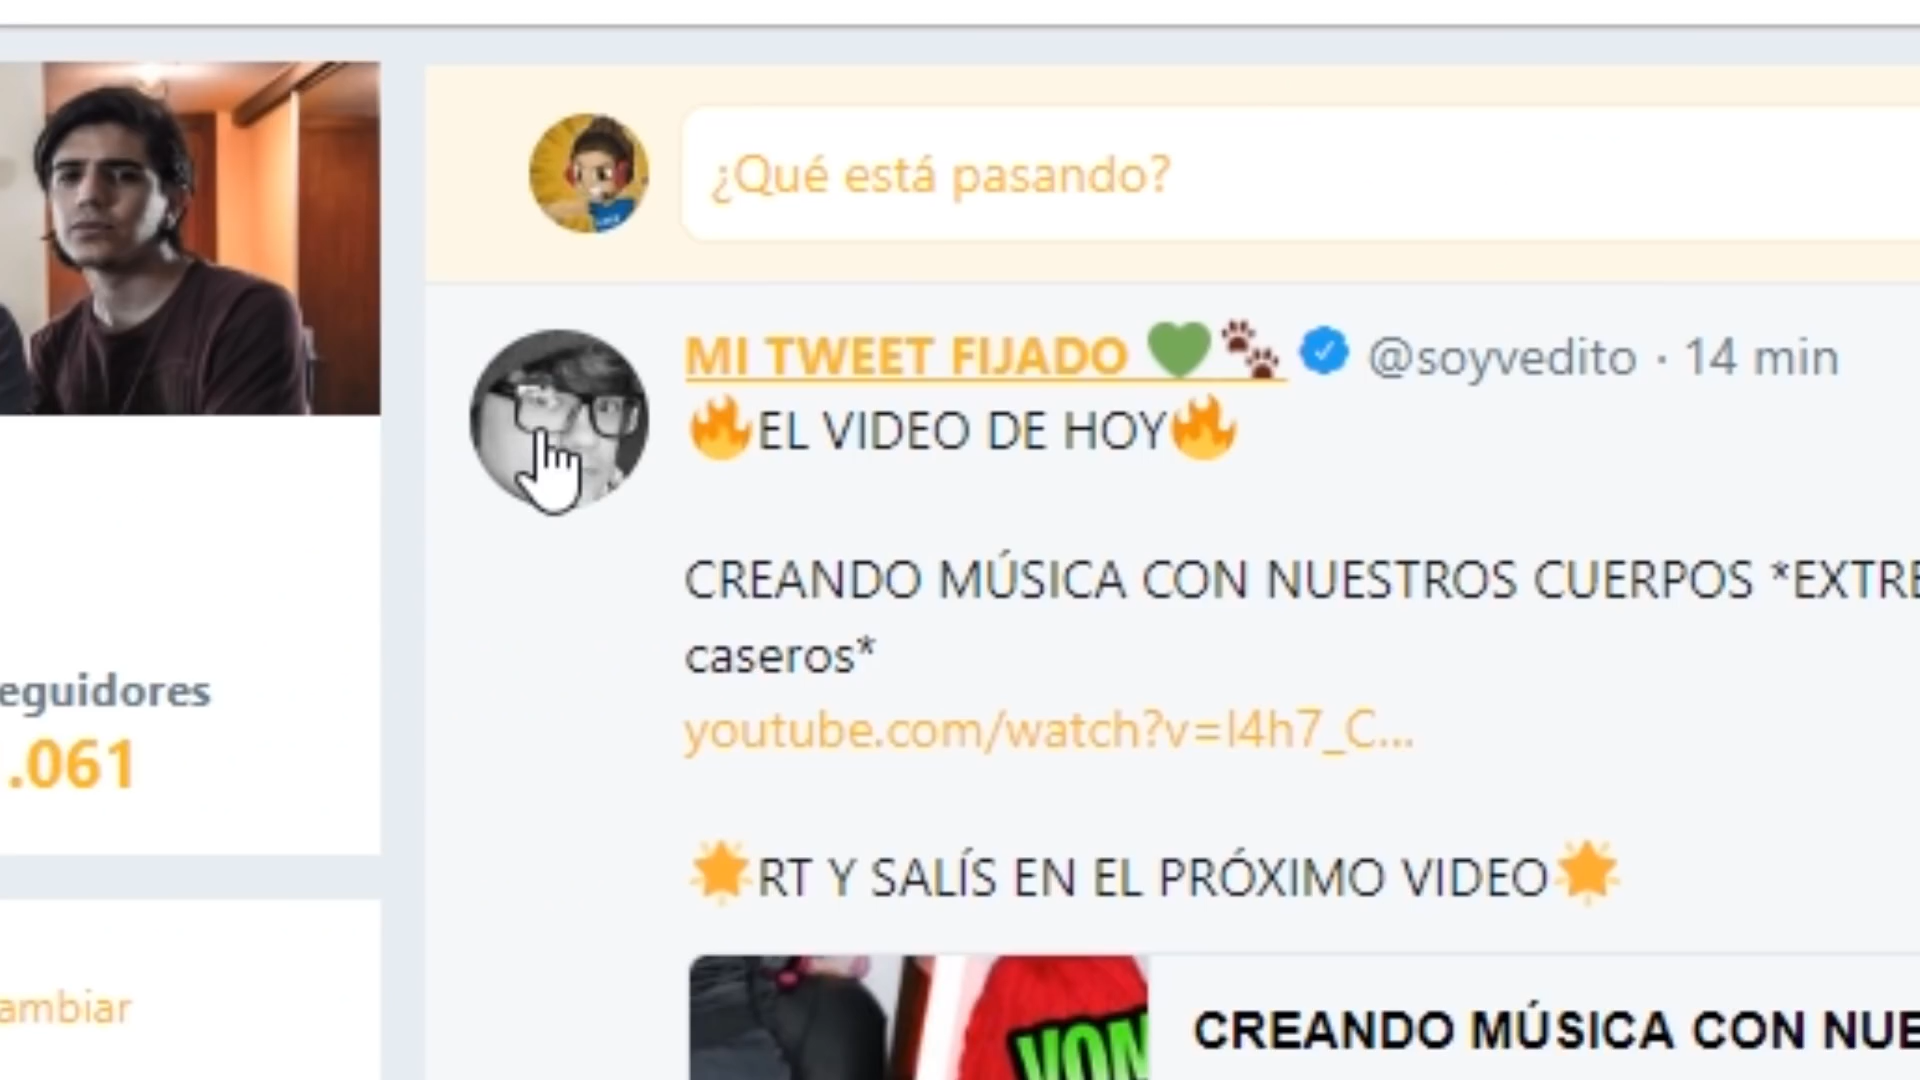 ¿Qué está pasando?
MI TWEET FIJADO 💚🐾 @soyvedito · 14 min
🔥EL VIDEO DE HOY🔥
CREANDO MÚSICA CON NUESTROS CUERPOS *EXTRE
caseros*
youtube.com/watch?v=l4h7_C...
🌟RT Y SALÍS EN EL PRÓXIMO VIDEO🌟
CREANDO MÚSICA CON NUE
VOM
eguidores
.061
ambiar